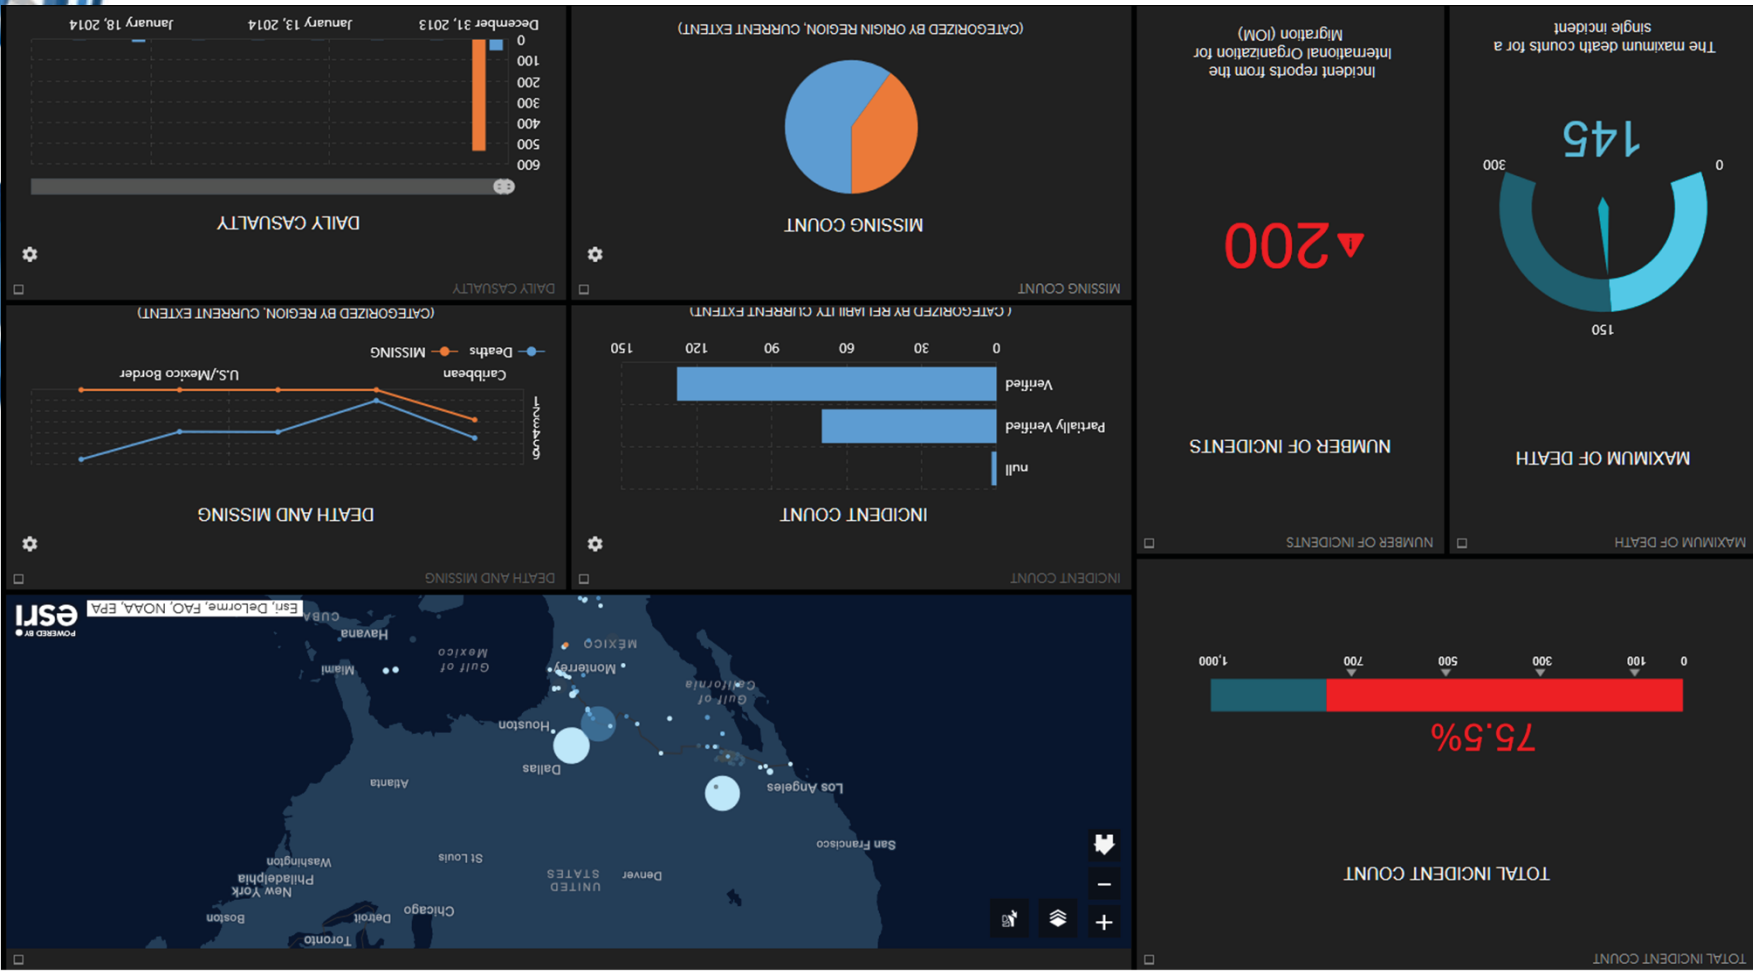 TOTAL INCIDENT COUNT
TOTAL INCIDENT COUNT
75.5%
0
100
300
500
700
1,000
Toronto
Boston
Detroit
Chicago
New York
Philadelphia
Washington
UNITED
STATES
Denver
St Louis
San Francisco
Los Angeles
Atlanta
Dallas
Houston
Gulf of
California
Monterrey
MÉXICO
Gulf of
Mexico
Miami
Havana
CUBA
Esri, DeLorme, FAO, NOAA, EPA
POWERED BY
esri
MAXIMUM OF DEATH
MAXIMUM OF DEATH
150
0
300
145
The maximum death counts for a
single incident
NUMBER OF INCIDENTS
NUMBER OF INCIDENTS
200
Incident reports from the
International Organization for
Migration (IOM)
INCIDENT COUNT
INCIDENT COUNT
null
Partially Verified
Verified
0
30
60
90
120
150
(CATEGORIZED BY RELIABILITY CURRENT EXTENT)
DEATH AND MISSING
DEATH AND MISSING
6
5
4
3
2
1
Caribbean
U.S./Mexico Border
Deaths
MISSING
(CATEGORIZED BY REGION, CURRENT EXTENT)
MISSING COUNT
MISSING COUNT
(CATEGORIZED BY ORIGIN REGION, CURRENT EXTENT)
DAILY CASUALTY
DAILY CASUALTY
600
500
400
300
200
100
0
December 31, 2013
January 13, 2014
January 18, 2014